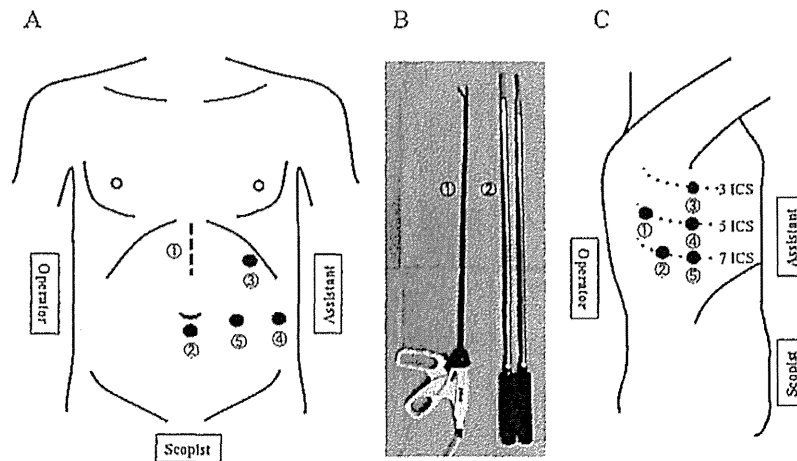 A
B
C
①
③
②
⑤
④
Operator
Assistant
Scopist
①
②
3 ICS
③
5 ICS
①
④
7 ICS
②
⑤
Operator
Assistant
Scopist